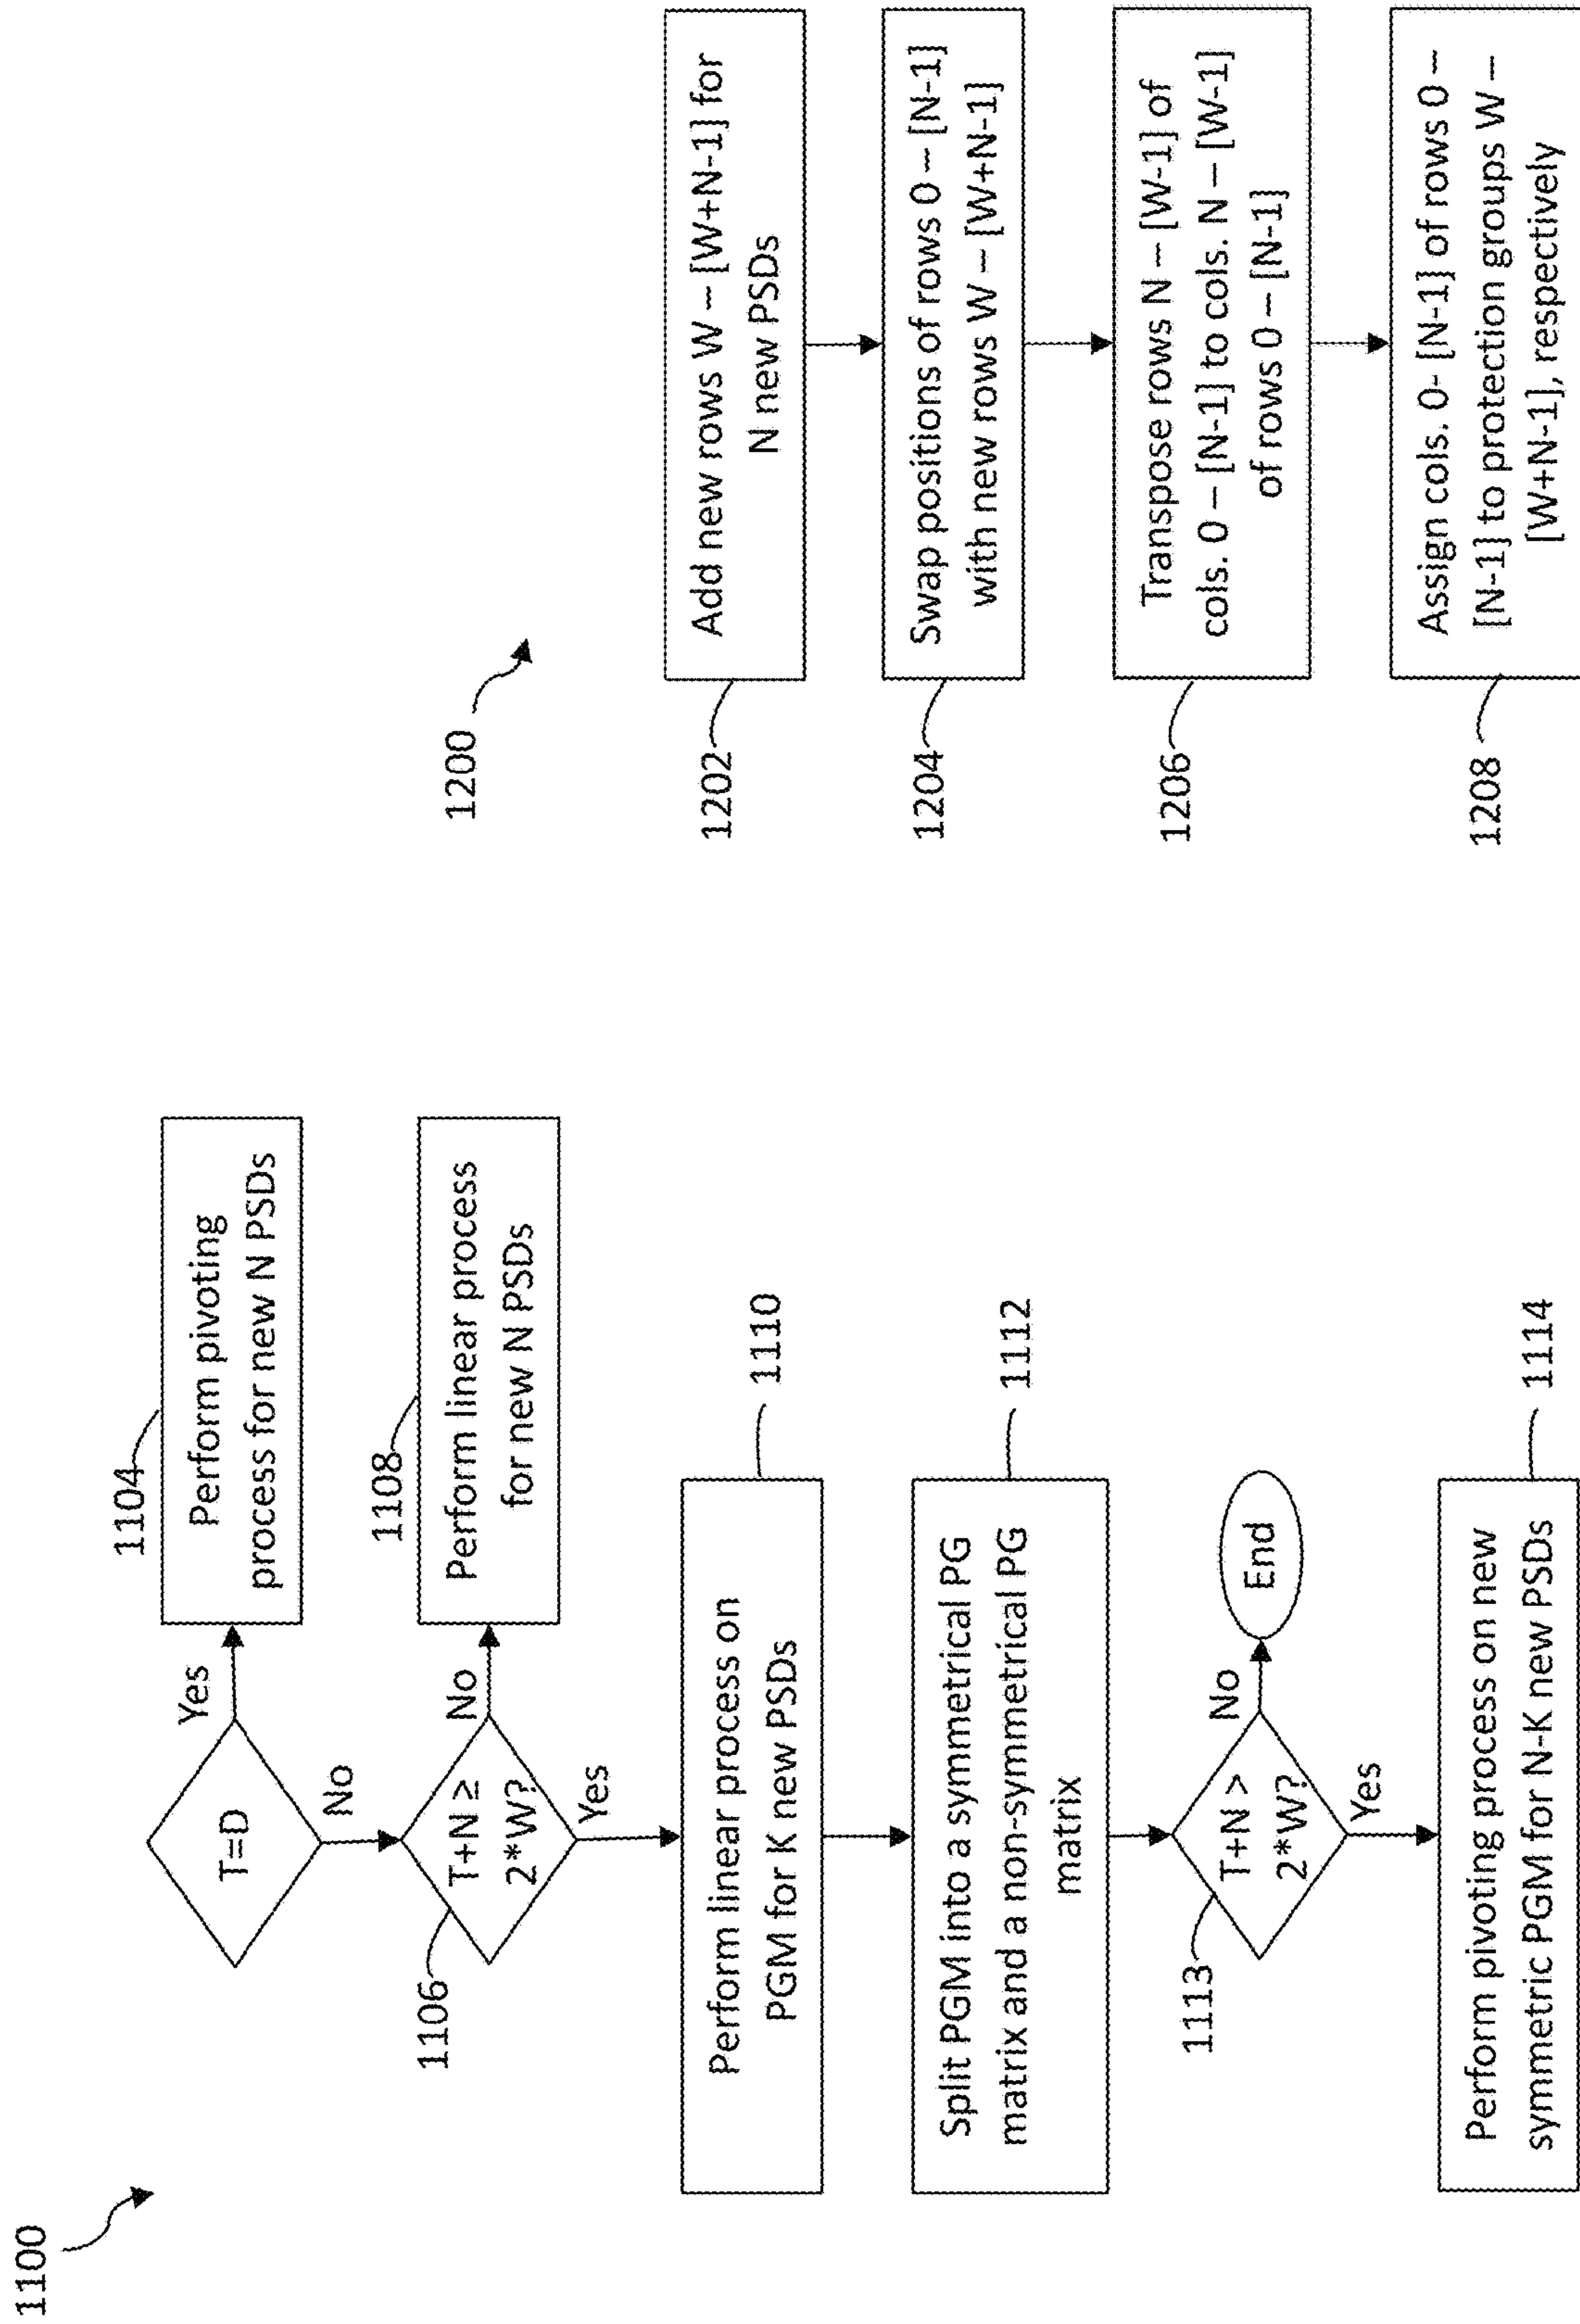 1100
T=D
Yes
No
1104
Perform pivoting
process for new N PSDs
1106
T+N ≥
2*W?
No
Yes
1108
Perform linear process
for new N PSDs
Perform linear process on
PGM for K new PSDs
1110
Split PGM into a symmetrical PG
matrix and a non-symmetrical PG
matrix
1112
1113
T+N >
2*W?
No
End
Yes
Perform pivoting process on new
symmetric PGM for N-K new PSDs
1114
1200
1202
Add new rows W – [W+N-1] for
N new PSDs
1204
Swap positions of rows 0 – [N-1]
with new rows W – [W+N-1]
1206
Transpose rows N – [W-1] of
cols. 0 – [N-1] to cols. N – [W-1]
of rows 0 – [N-1]
1208
Assign cols. 0- [N-1] of rows 0 –
[N-1] to protection groups W –
[W+N-1], respectively